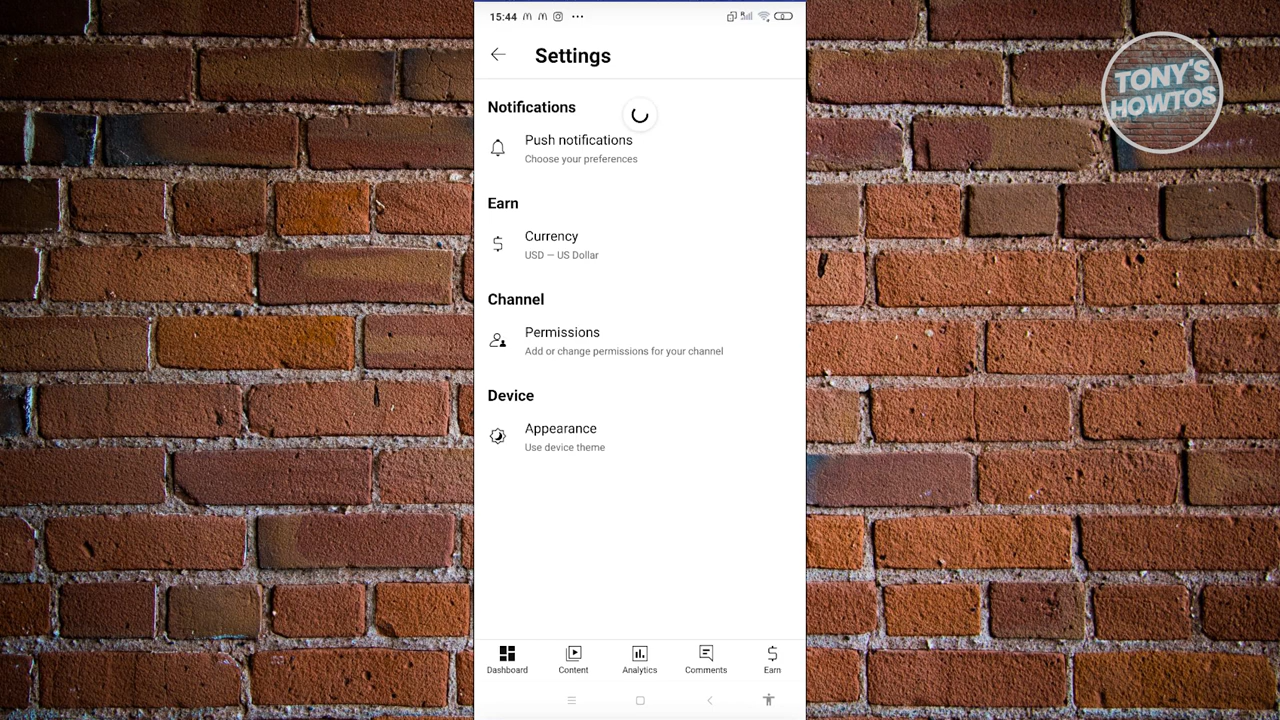 15:44
Settings
Notifications
Push notifications
Choose your preferences
Earn
Currency
USD — US Dollar
Channel
Permissions
Add or change permissions for your channel
Device
Appearance
Use device theme
Dashboard Content Analytics Comments Earn
TONY'S
HOWTOS